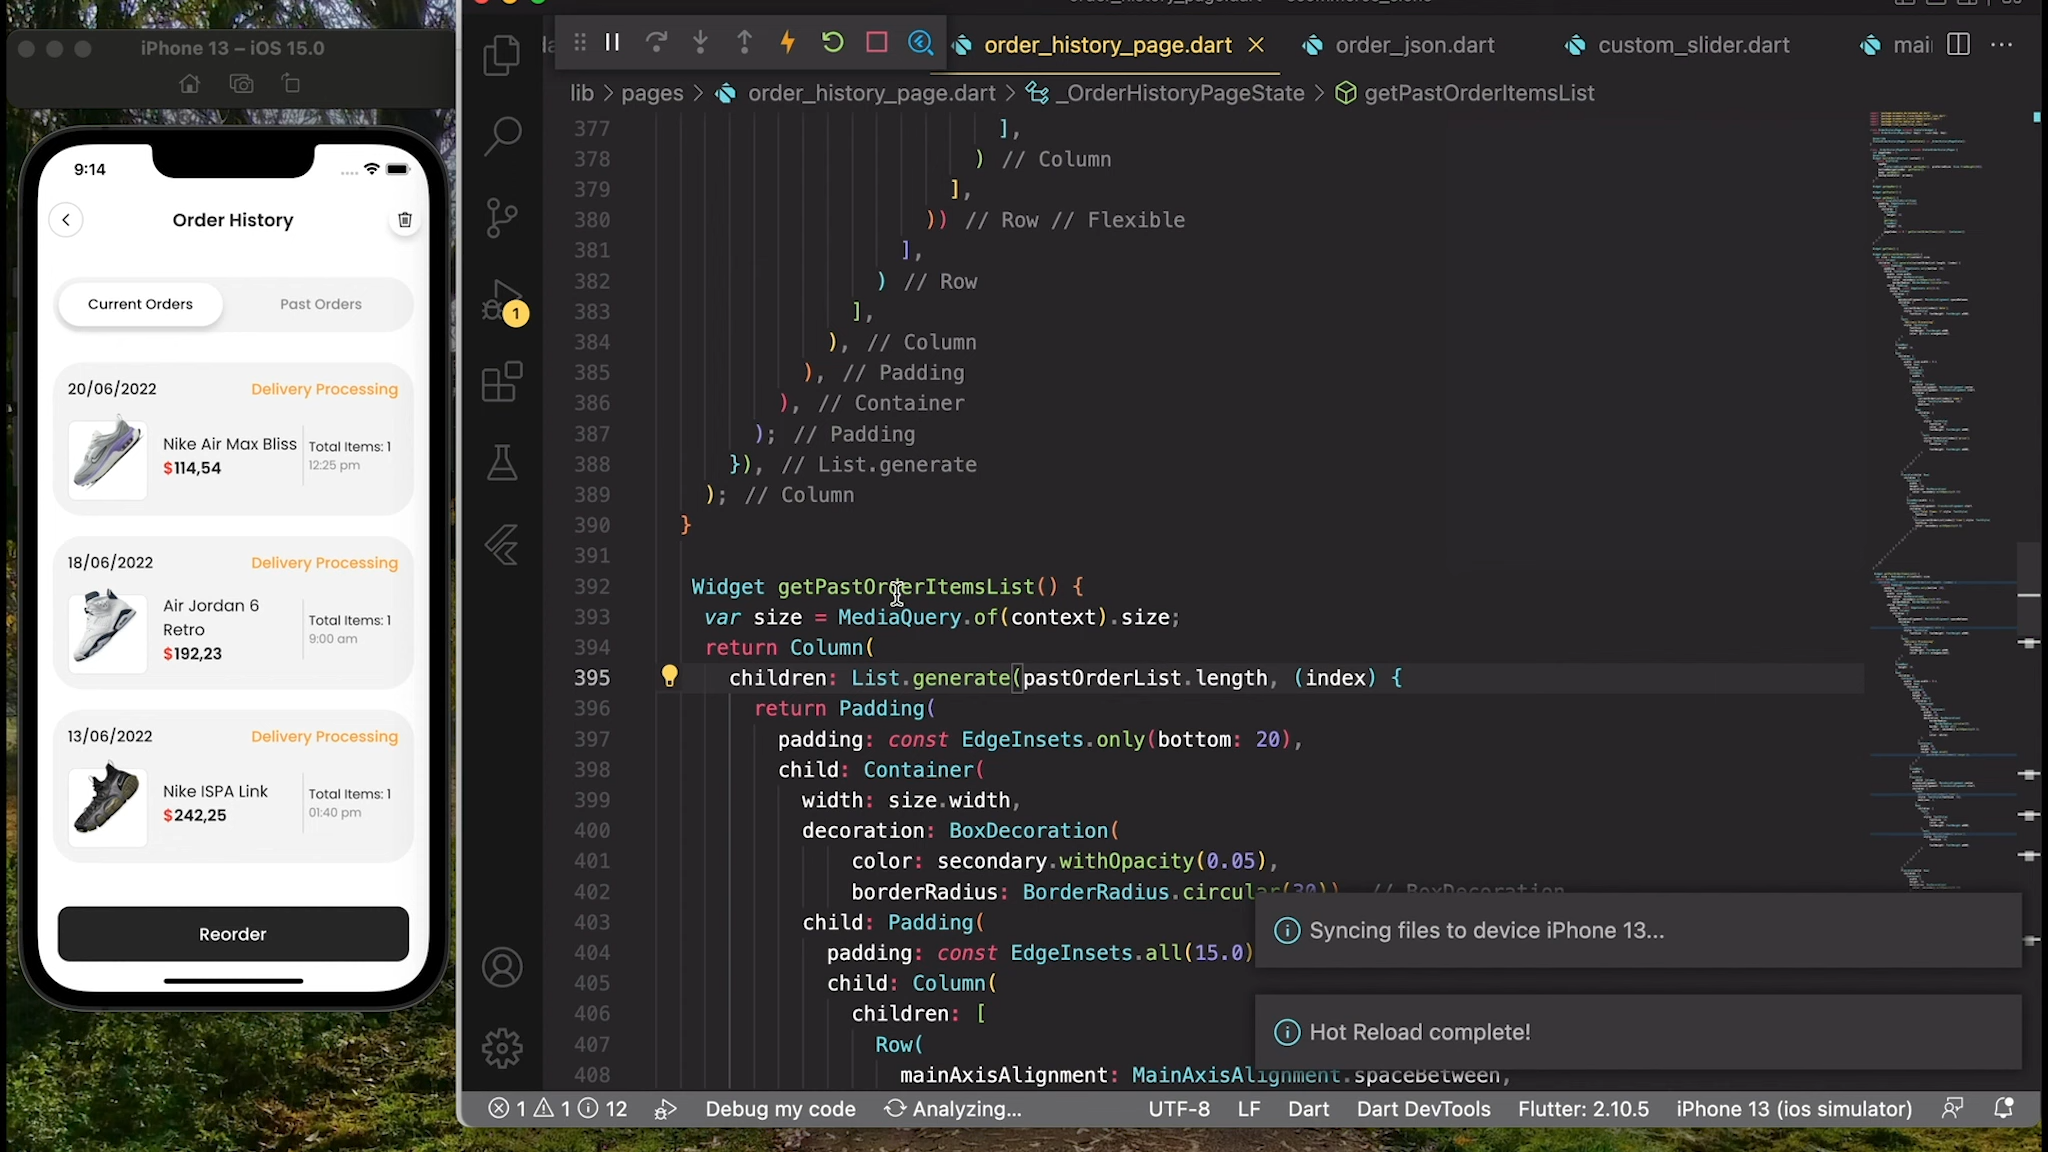 iPhone 13 – iOS 15.0
9:14
Order History
Current Orders
Past Orders
20/06/2022
Delivery Processing
Nike Air Max Bliss
$114,54
Total Items: 1
12:25 pm
18/06/2022
Delivery Processing
Air Jordan 6
Retro
$192,23
Total Items: 1
9:00 am
13/06/2022
Delivery Processing
Nike ISPA Link
$242,25
Total Items: 1
01:40 pm
Reorder
order_history_page.dart
order_json.dart
custom_slider.dart
mai
lib > pages > order_history_page.dart > _OrderHistoryPageState > getPastOrderItemsList
1
377 ],
378 ) // Column
379 ],
380 )) // Row // Flexible
381 ],
382 ) // Row
383 ],
384 ), // Column
385 ), // Padding
386 ), // Container
387 ); // Padding
388 }), // List.generate
389 ); // Column
390 }
391
392 Widget getPastOrderItemsList() {
393 var size = MediaQuery.of(context).size;
394 return Column(
395 children: List.generate(pastOrderList.length, (index) {
396 return Padding(
397 padding: const EdgeInsets.only(bottom: 20),
398 child: Container(
399 width: size.width,
400 decoration: BoxDecoration(
401 color: secondary.withOpacity(0.05),
402 borderRadius: BorderRadius.circular(30)) // BoxDecoration
403 child: Padding(
404 padding: const EdgeInsets.all(15.0)
405 child: Column(
406 children: [
407 Row(
408 mainAxisAlignment: MainAxisAlignment.spaceBetween,
Syncing files to device iPhone 13...
Hot Reload complete!
1 1 12 Debug my code Analyzing... UTF-8 LF Dart Dart DevTools Flutter: 2.10.5 iPhone 13 (ios simulator)